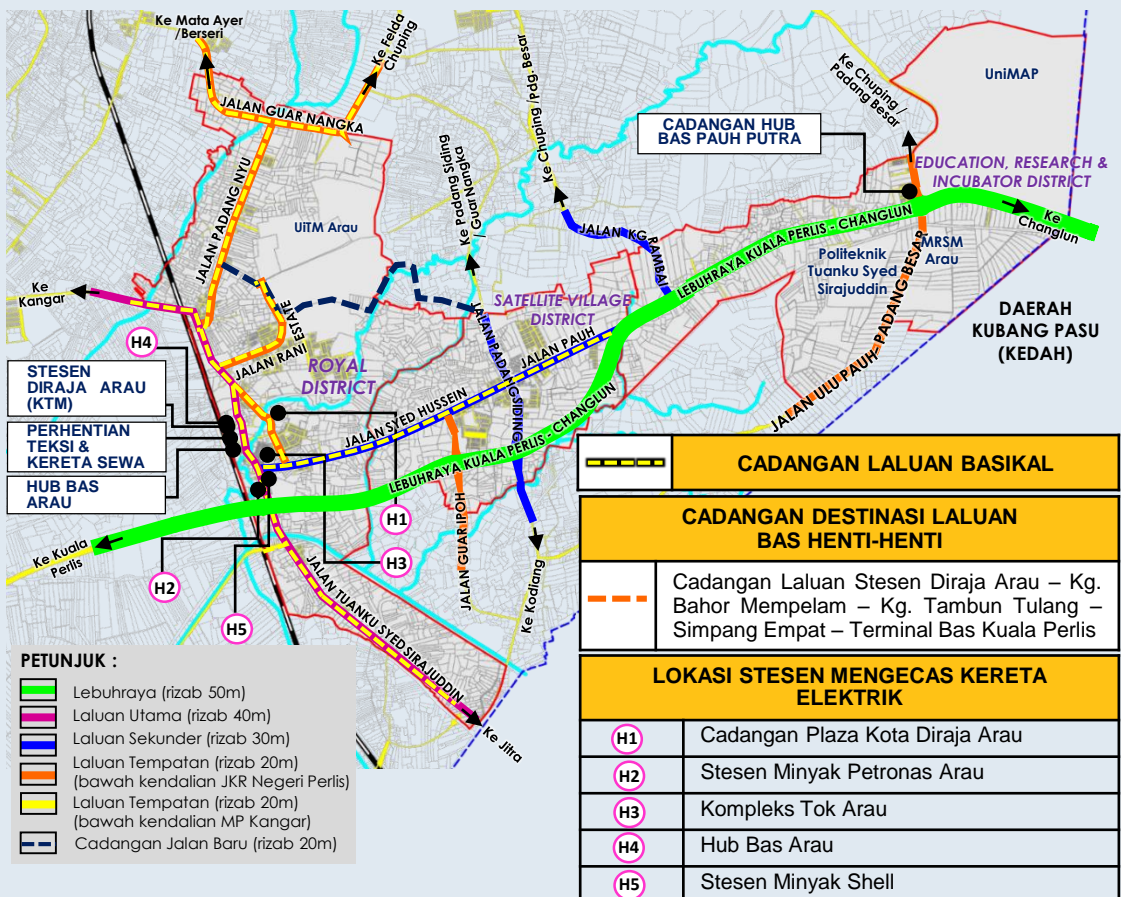 Ke Mata Ayer
/Berseri
Ke Felda
Chuping
JALAN GUAR NANGKA
Ke Chuping /Pdg. Besar
Ke Chuping /
Padang Besar
UniMAP
CADANGAN HUB
BAS PAUH PUTRA
EDUCATION, RESEARCH &
INCUBATOR DISTRICT
Ke Padang Siding
/Guar Nangka
JALAN PADANG NYU
UiTM Arau
JALAN KG RAMBAI
LEBUHRAYA KUALA PERLIS - CHANGLUN
Ke
Changlun
Politeknik
Tuanku Syed
Sirajuddin
MRSM
Arau
Ke
Kangar
JALAN RANI ESTATE
SATELLITE VILLAGE
DISTRICT
JALAN PADANG SIDING
JALAN PAUH
JALAN ULU PAUH-PADANG BESAR
DAERAH
KUBANG PASU
(KEDAH)
H4
STESEN
DIRAJA ARAU
(KTM)
ROYAL
DISTRICT
JALAN SYED HUSSEIN
PERHENTIAN
TEKSI &
KERETA SEWA
HUB BAS
ARAU
LEBUHRAYA KUALA PERLIS - CHANGLUN
JALAN GUAR IPOH
Ke Kuala
Perlis
H1
H3
H2
H5
Ke Kodiang
JALAN TUANKU SYED SIRAJUDDIN
Ke Jitra
PETUNJUK :
Lebuhraya (rizab 50m)
Laluan Utama (rizab 40m)
Laluan Sekunder (rizab 30m)
Laluan Tempatan (rizab 20m)
(bawah kendalian JKR Negeri Perlis)
Laluan Tempatan (rizab 20m)
(bawah kendalian MP Kangar)
Cadangan Jalan Baru (rizab 20m)
CADANGAN LALUAN BASIKAL
CADANGAN DESTINASI LALUAN
BAS HENTI-HENTI
Cadangan Laluan Stesen Diraja Arau – Kg.
Bahor Mempelam – Kg. Tambun Tulang –
Simpang Empat – Terminal Bas Kuala Perlis
LOKASI STESEN MENGECAS KERETA
ELEKTRIK
H1 Cadangan Plaza Kota Diraja Arau
H2 Stesen Minyak Petronas Arau
H3 Kompleks Tok Arau
H4 Hub Bas Arau
H5 Stesen Minyak Shell